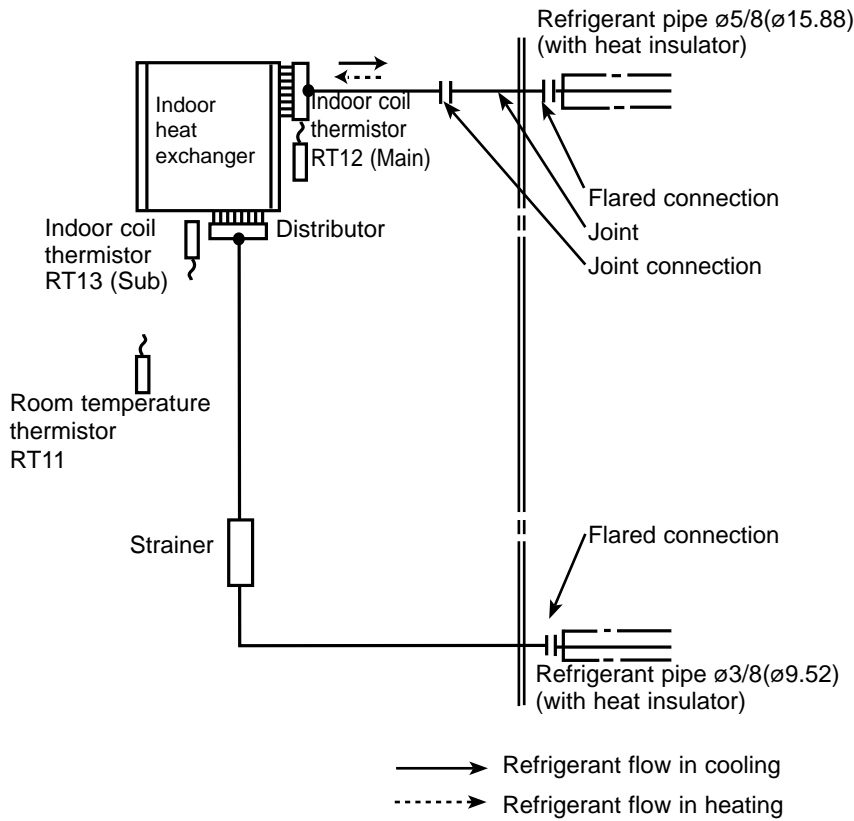 Refrigerant pipe ø5/8(ø15.88)
(with heat insulator)
Indoor
heat
exchanger
Indoor coil
thermistor
RT12 (Main)
Flared connection
Joint
Joint connection
Indoor coil
thermistor
RT13 (Sub)
Distributor
Room temperature
thermistor
RT11
Strainer
Flared connection
Refrigerant pipe ø3/8(ø9.52)
(with heat insulator)
Refrigerant flow in cooling
Refrigerant flow in heating